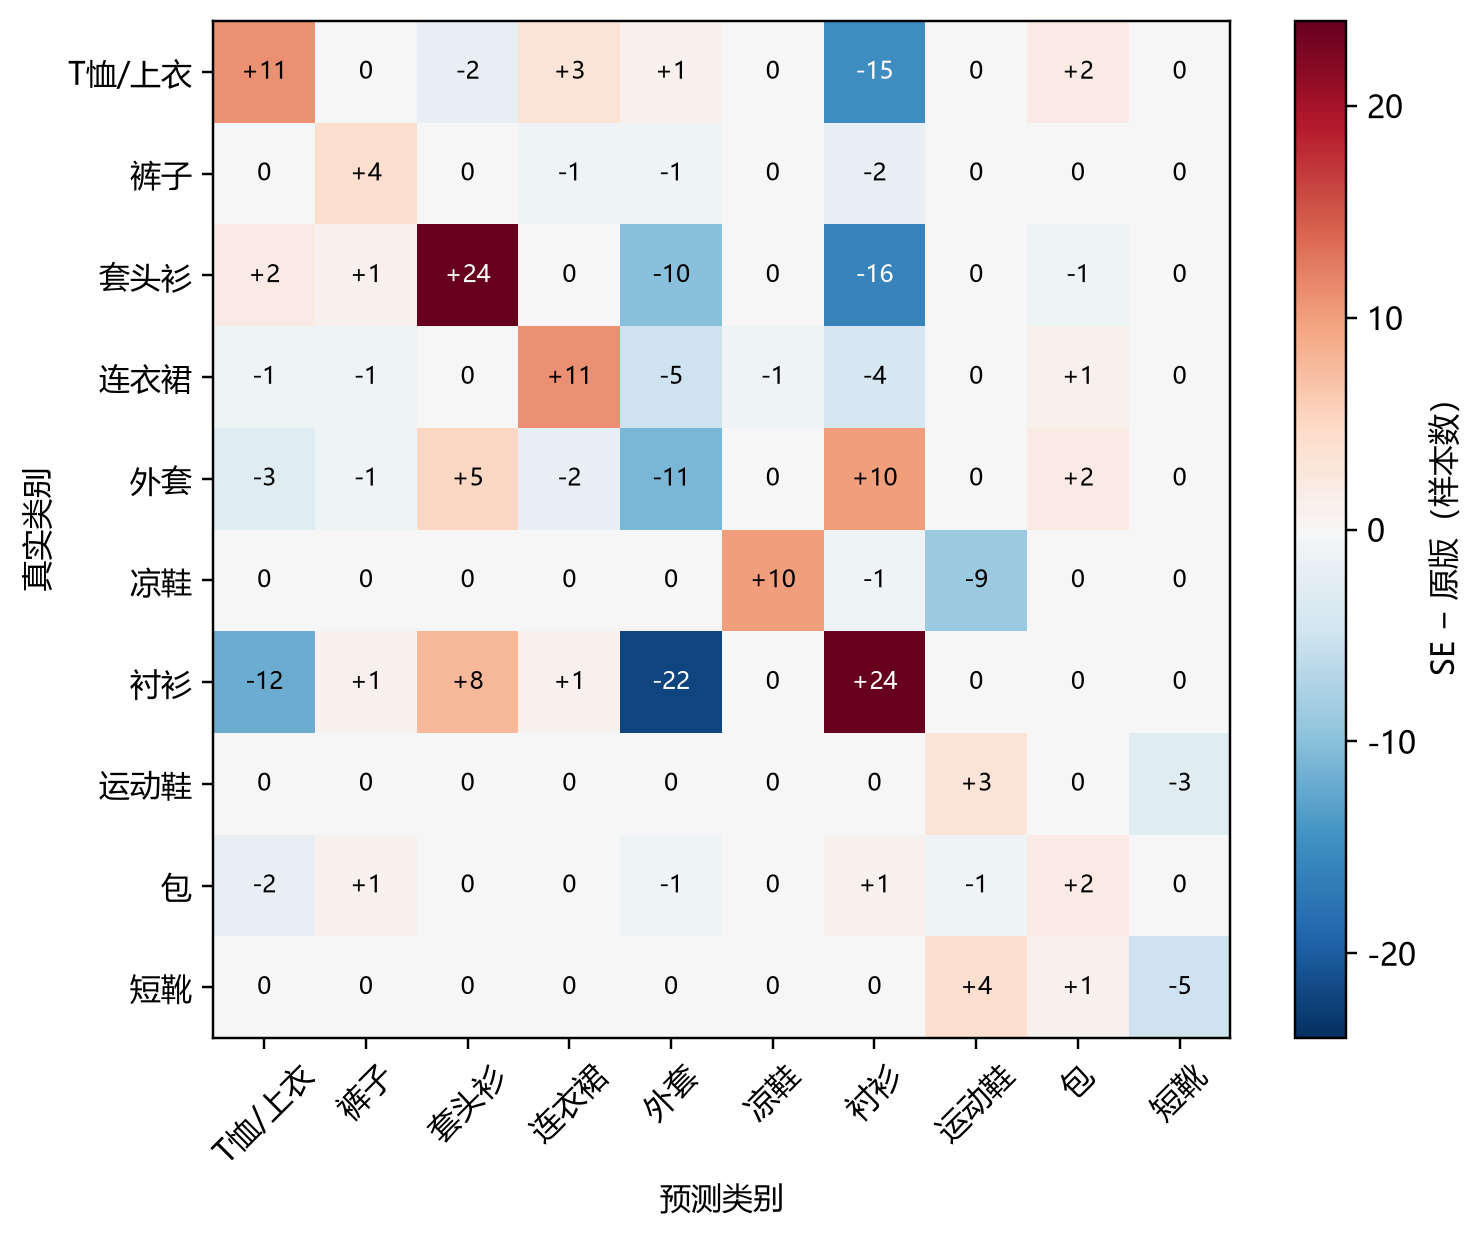 T恤/上衣 +11 0 -2 +3 +1 0 -15 0 +2 0
裤子 0 +4 0 -1 -1 0 -2 0 0 0
套头衫 +2 +1 +24 0 -10 0 -16 0 -1 0
连衣裙 -1 -1 0 +11 -5 -1 -4 0 +1 0
外套 -3 -1 +5 -2 -11 0 +10 0 +2 0
凉鞋 0 0 0 0 0 +10 -1 -9 0 0
衬衫 -12 +1 +8 +1 -22 0 +24 0 0 0
运动鞋 0 0 0 0 0 0 0 +3 0 -3
包 -2 +1 0 0 -1 0 +1 -1 +2 0
短靴 0 0 0 0 0 0 0 +4 +1 -5
T恤/上衣 裤子 套头衫 连衣裙 外套 凉鞋 衬衫 运动鞋 包 短靴
预测类别
真实类别
20
10
0
-10
-20
SE − 原版（样本数）